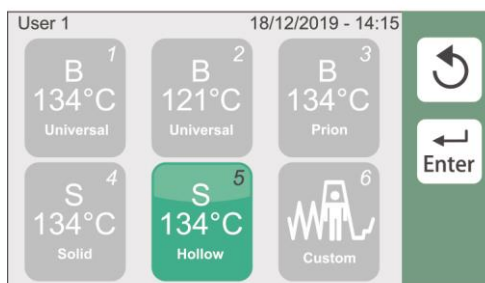 User 1 18/12/2019 - 14:15
1 2 3
B B B
134°C 121°C 134°C
Universal Universal Prion
Enter
4 5 6
S S
134°C 134°C
Solid Hollow Custom